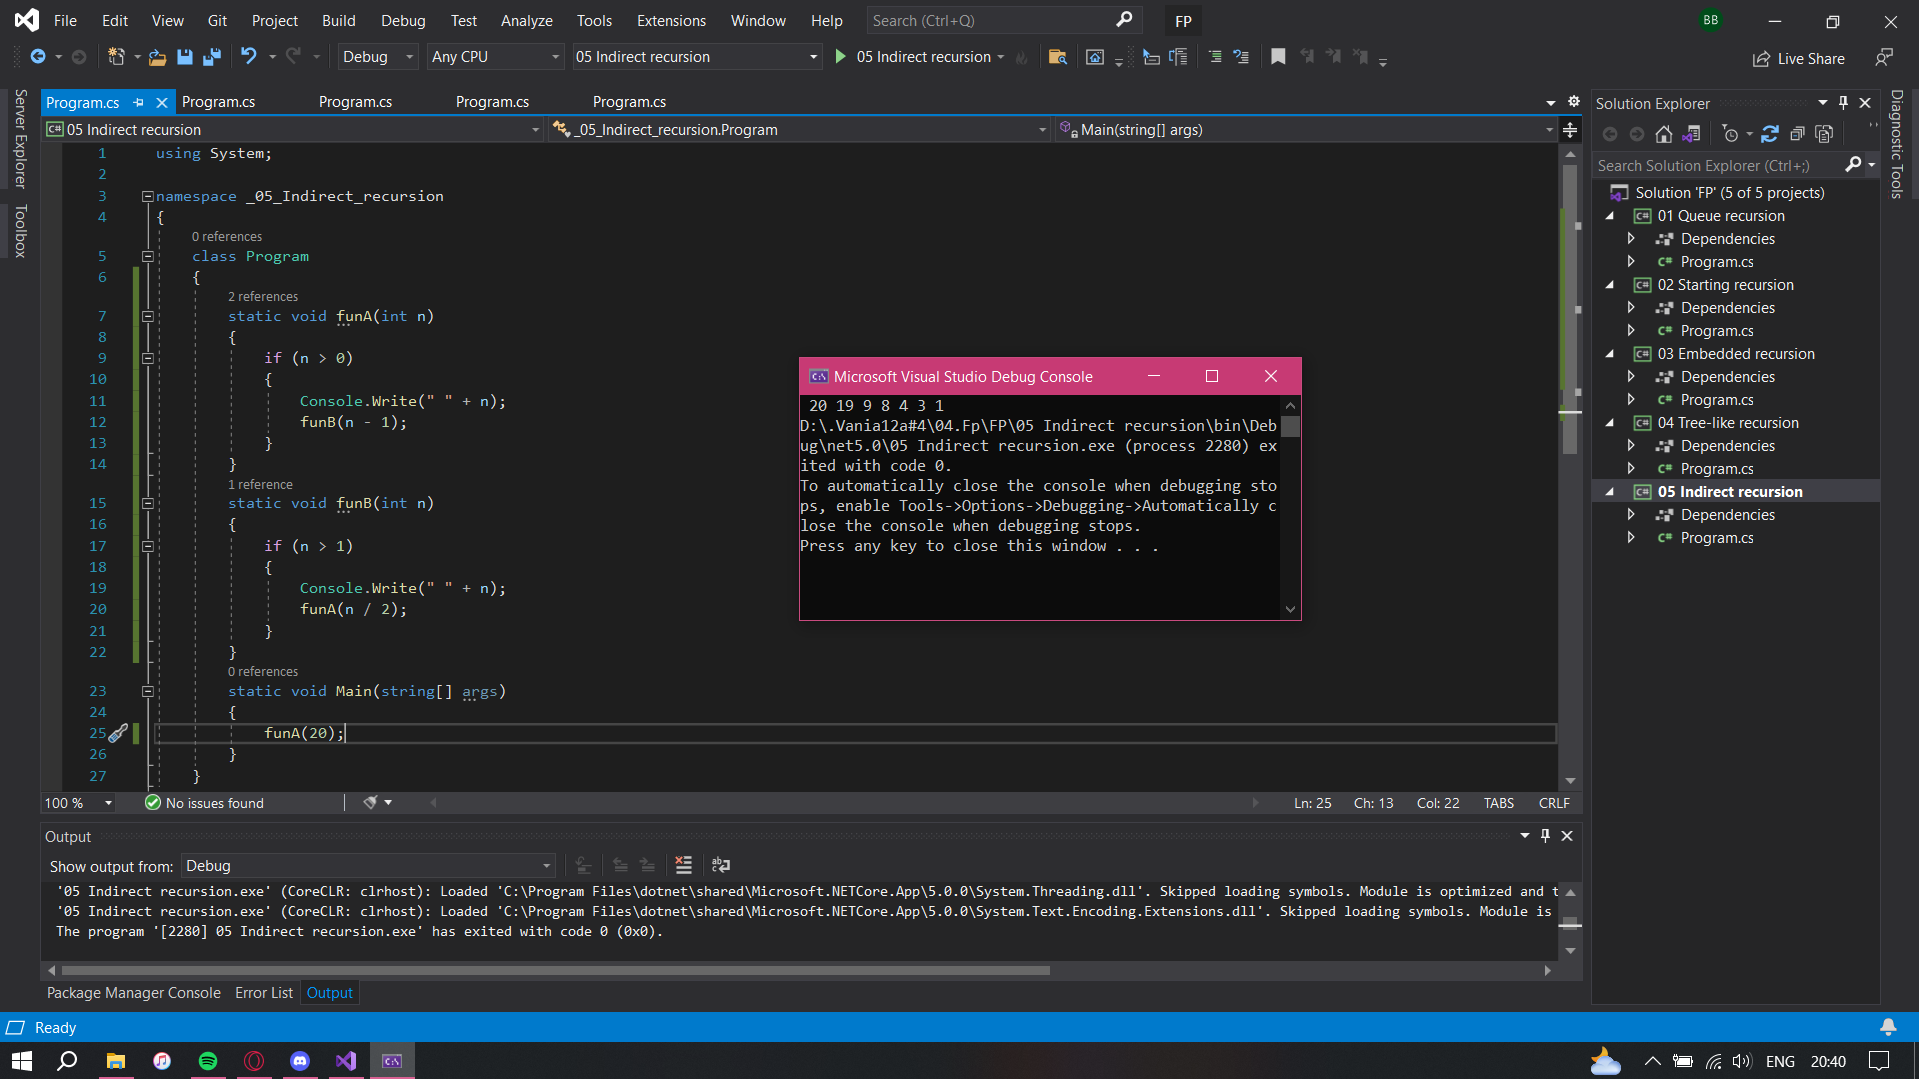 File Edit View Git Project Build Debug Test Analyze Tools Extensions Window Help Search (Ctrl+Q) FP BB
Debug Any CPU 05 Indirect recursion 05 Indirect recursion Live Share
Server Explorer
Toolbox
Program.cs Program.cs Program.cs Program.cs Program.cs
05 Indirect recursion _05_Indirect_recursion.Program Main(string[] args)
1 using System;
2
3 namespace _05_Indirect_recursion
4 {
0 references
5 class Program
6 {
2 references
7 static void funA(int n)
8 {
9 if (n > 0)
10 {
11 Console.Write(" " + n);
12 funB(n - 1);
13 }
14 }
1 reference
15 static void funB(int n)
16 {
17 if (n > 1)
18 {
19 Console.Write(" " + n);
20 funA(n / 2);
21 }
22 }
0 references
23 static void Main(string[] args)
24 {
25 funA(20);
26 }
27 }
100 % No issues found Ln: 25 Ch: 13 Col: 22 TABS CRLF
Microsoft Visual Studio Debug Console
20 19 9 8 4 3 1
D:\.Vania12a#4\04.Fp\FP\05 Indirect recursion\bin\Deb
ug\net5.0\05 Indirect recursion.exe (process 2280) ex
ited with code 0.
To automatically close the console when debugging sto
ps, enable Tools->Options->Debugging->Automatically c
lose the console when debugging stops.
Press any key to close this window . . .
Output
Show output from: Debug
'05 Indirect recursion.exe' (CoreCLR: clrhost): Loaded 'C:\Program Files\dotnet\shared\Microsoft.NETCore.App\5.0.0\System.Threading.dll'. Skipped loading symbols. Module is optimized and t
'05 Indirect recursion.exe' (CoreCLR: clrhost): Loaded 'C:\Program Files\dotnet\shared\Microsoft.NETCore.App\5.0.0\System.Text.Encoding.Extensions.dll'. Skipped loading symbols. Module is
The program '[2280] 05 Indirect recursion.exe' has exited with code 0 (0x0).
Package Manager Console Error List Output
Solution Explorer
Search Solution Explorer (Ctrl+;)
Solution 'FP' (5 of 5 projects)
C# 01 Queue recursion
Dependencies
C# Program.cs
C# 02 Starting recursion
Dependencies
C# Program.cs
C# 03 Embedded recursion
Dependencies
C# Program.cs
C# 04 Tree-like recursion
Dependencies
C# Program.cs
C# 05 Indirect recursion
Dependencies
C# Program.cs
Diagnostic Tools
Ready
ENG 20:40